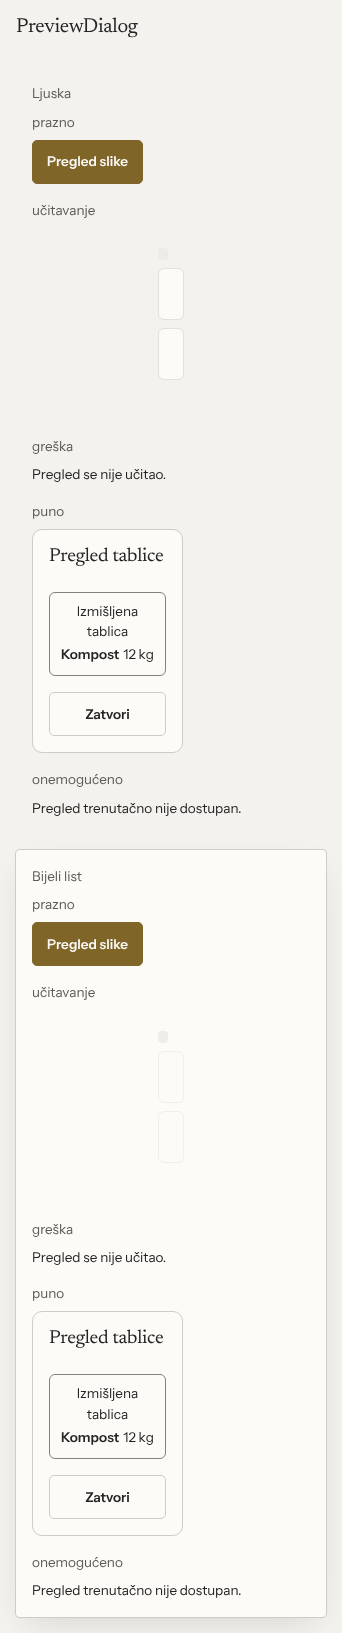 PreviewDialog
Ljuska
prazno
Pregled slike
učitavanje
greška
Pregled se nije učitao.
puno
Pregled tablice
Izmišljena
tablica
Kompost 12 kg
Zatvori
onemogućeno
Pregled trenutačno nije dostupan.
Bijeli list
prazno
Pregled slike
učitavanje
greška
Pregled se nije učitao.
puno
Pregled tablice
Izmišljena
tablica
Kompost 12 kg
Zatvori
onemogućeno
Pregled trenutačno nije dostupan.